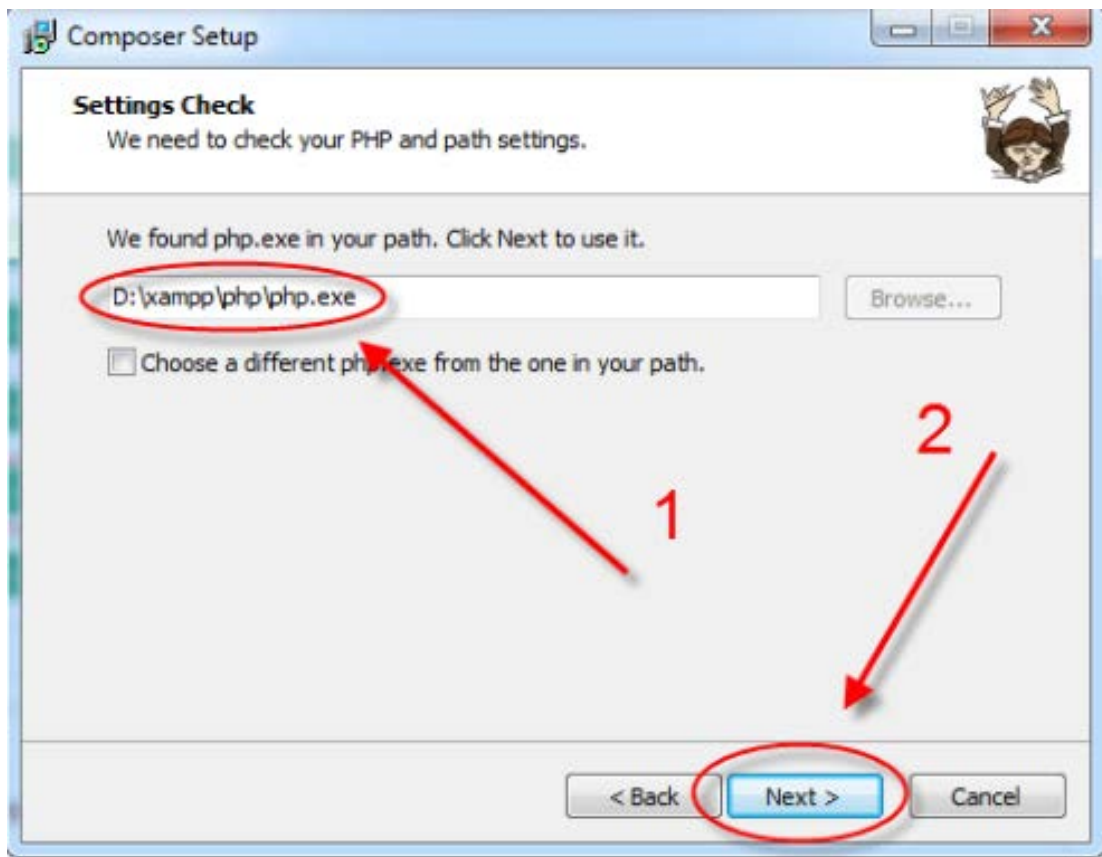 Composer Setup
Settings Check
We need to check your PHP and path settings.
We found php.exe in your path. Click Next to use it.
D:\xampp\php\php.exe
Browse...
Choose a different php.exe from the one in your path.
2
1
< Back
Next >
Cancel